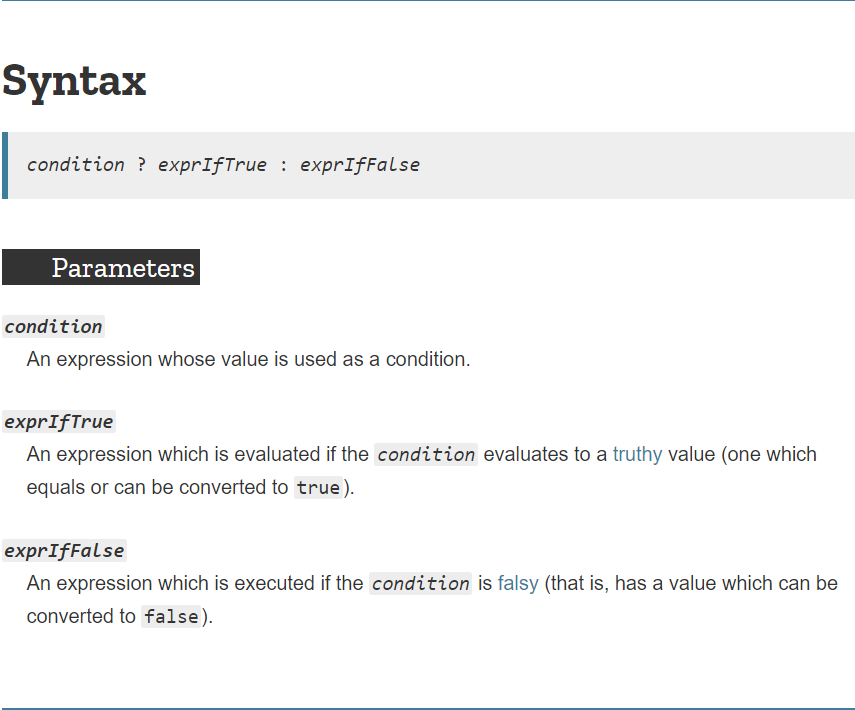 Syntax
condition ? exprIfTrue : exprIfFalse
Parameters
condition
An expression whose value is used as a condition.
exprIfTrue
An expression which is evaluated if the condition evaluates to a truthy value (one which
equals or can be converted to true).
exprIfFalse
An expression which is executed if the condition is falsy (that is, has a value which can be
converted to false).